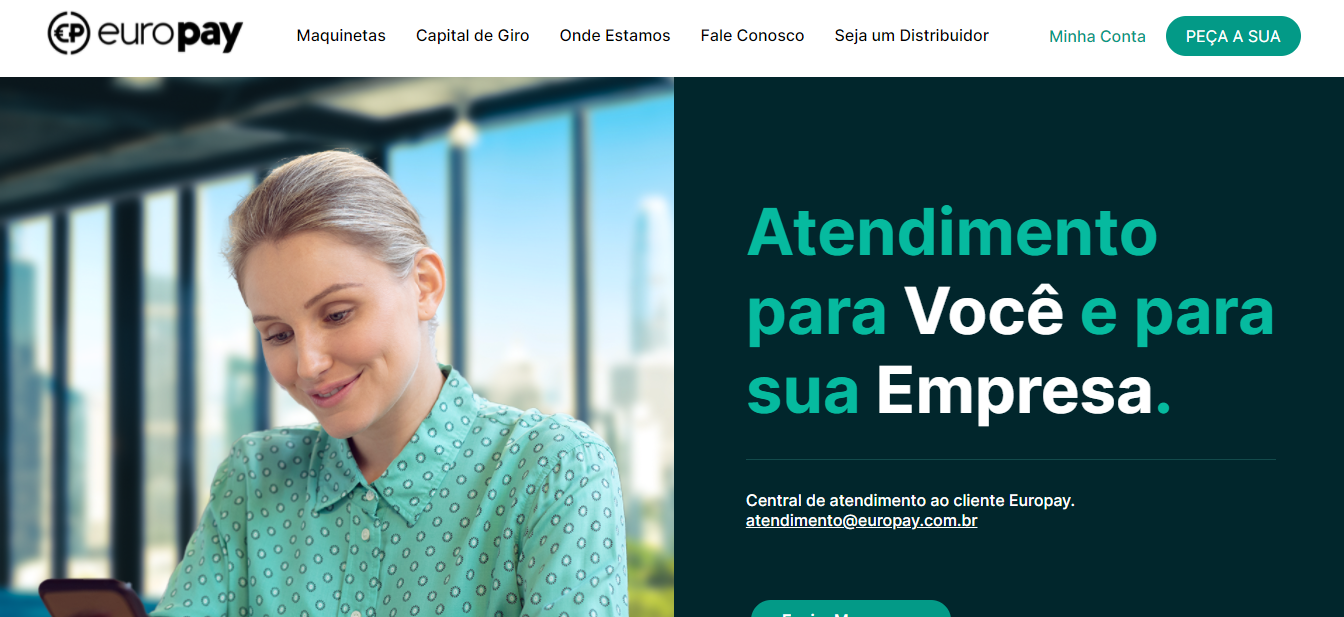 europay
Maquinetas Capital de Giro Onde Estamos Fale Conosco Seja um Distribuidor Minha Conta PEÇA A SUA
Atendimento
para Você e para
sua Empresa.
Central de atendimento ao cliente Europay.
atendimento@europay.com.br